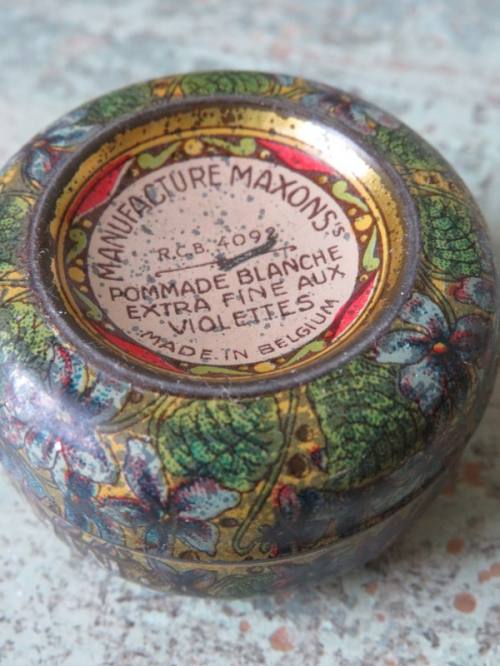 MANUFACTURE MAXONS'S
R.C.B. 4092
POMMADE BLANCHE
EXTRA FINE AUX
VIOLETTES
MADE IN BELGIUM